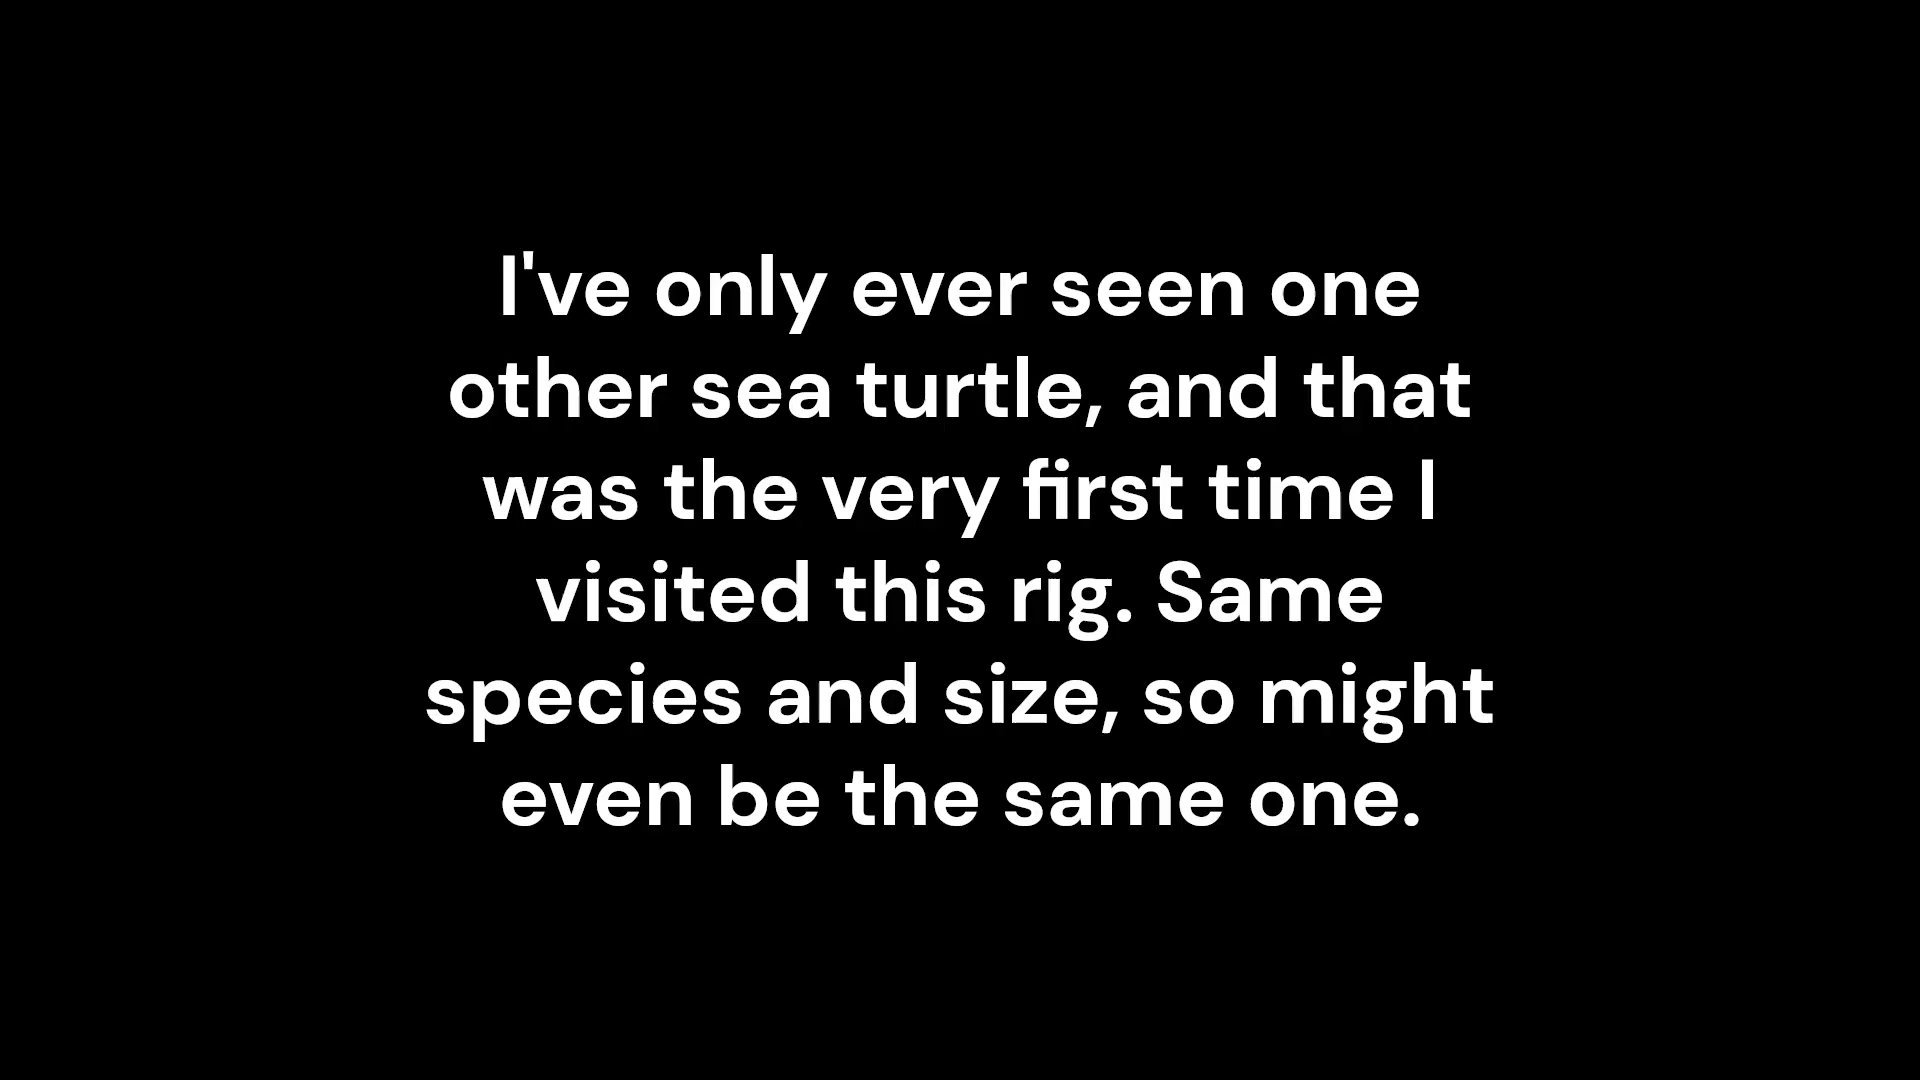 I've only ever seen one
other sea turtle, and that
was the very first time I
visited this rig. Same
species and size, so might
even be the same one.